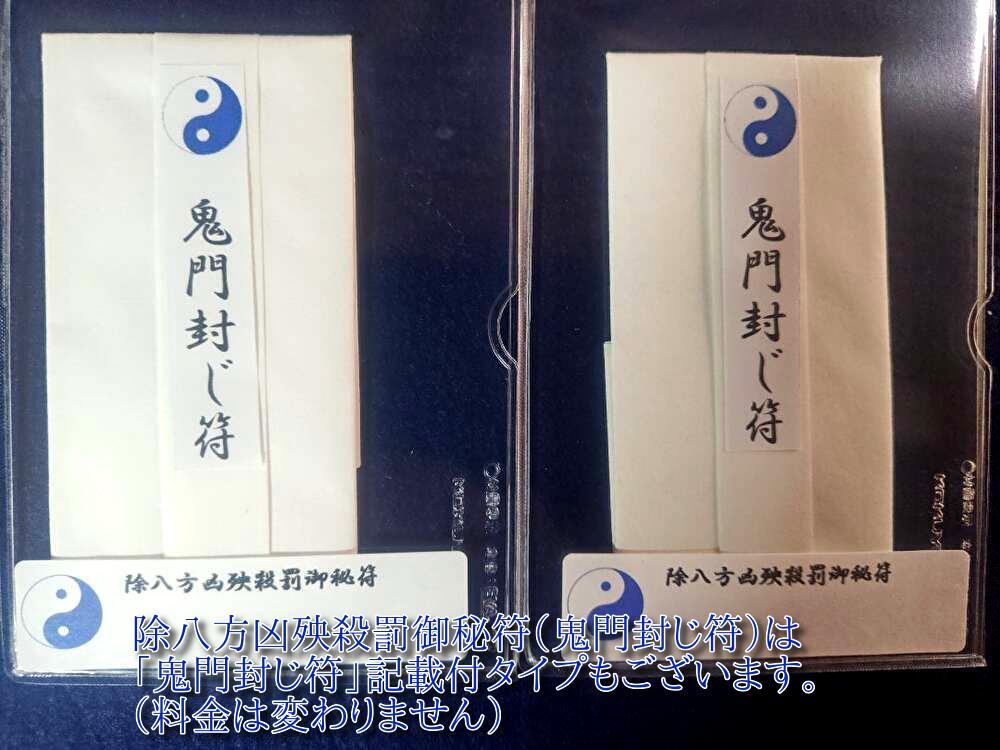 鬼門封じ符
鬼門封じ符
除八方凶殃殺罰御秘符
除八方凶殃殺罰御秘符
除八方凶殃殺罰御秘符(鬼門封じ符)は
「鬼門封じ符」記載付タイプもございます。
(料金は変わりません)